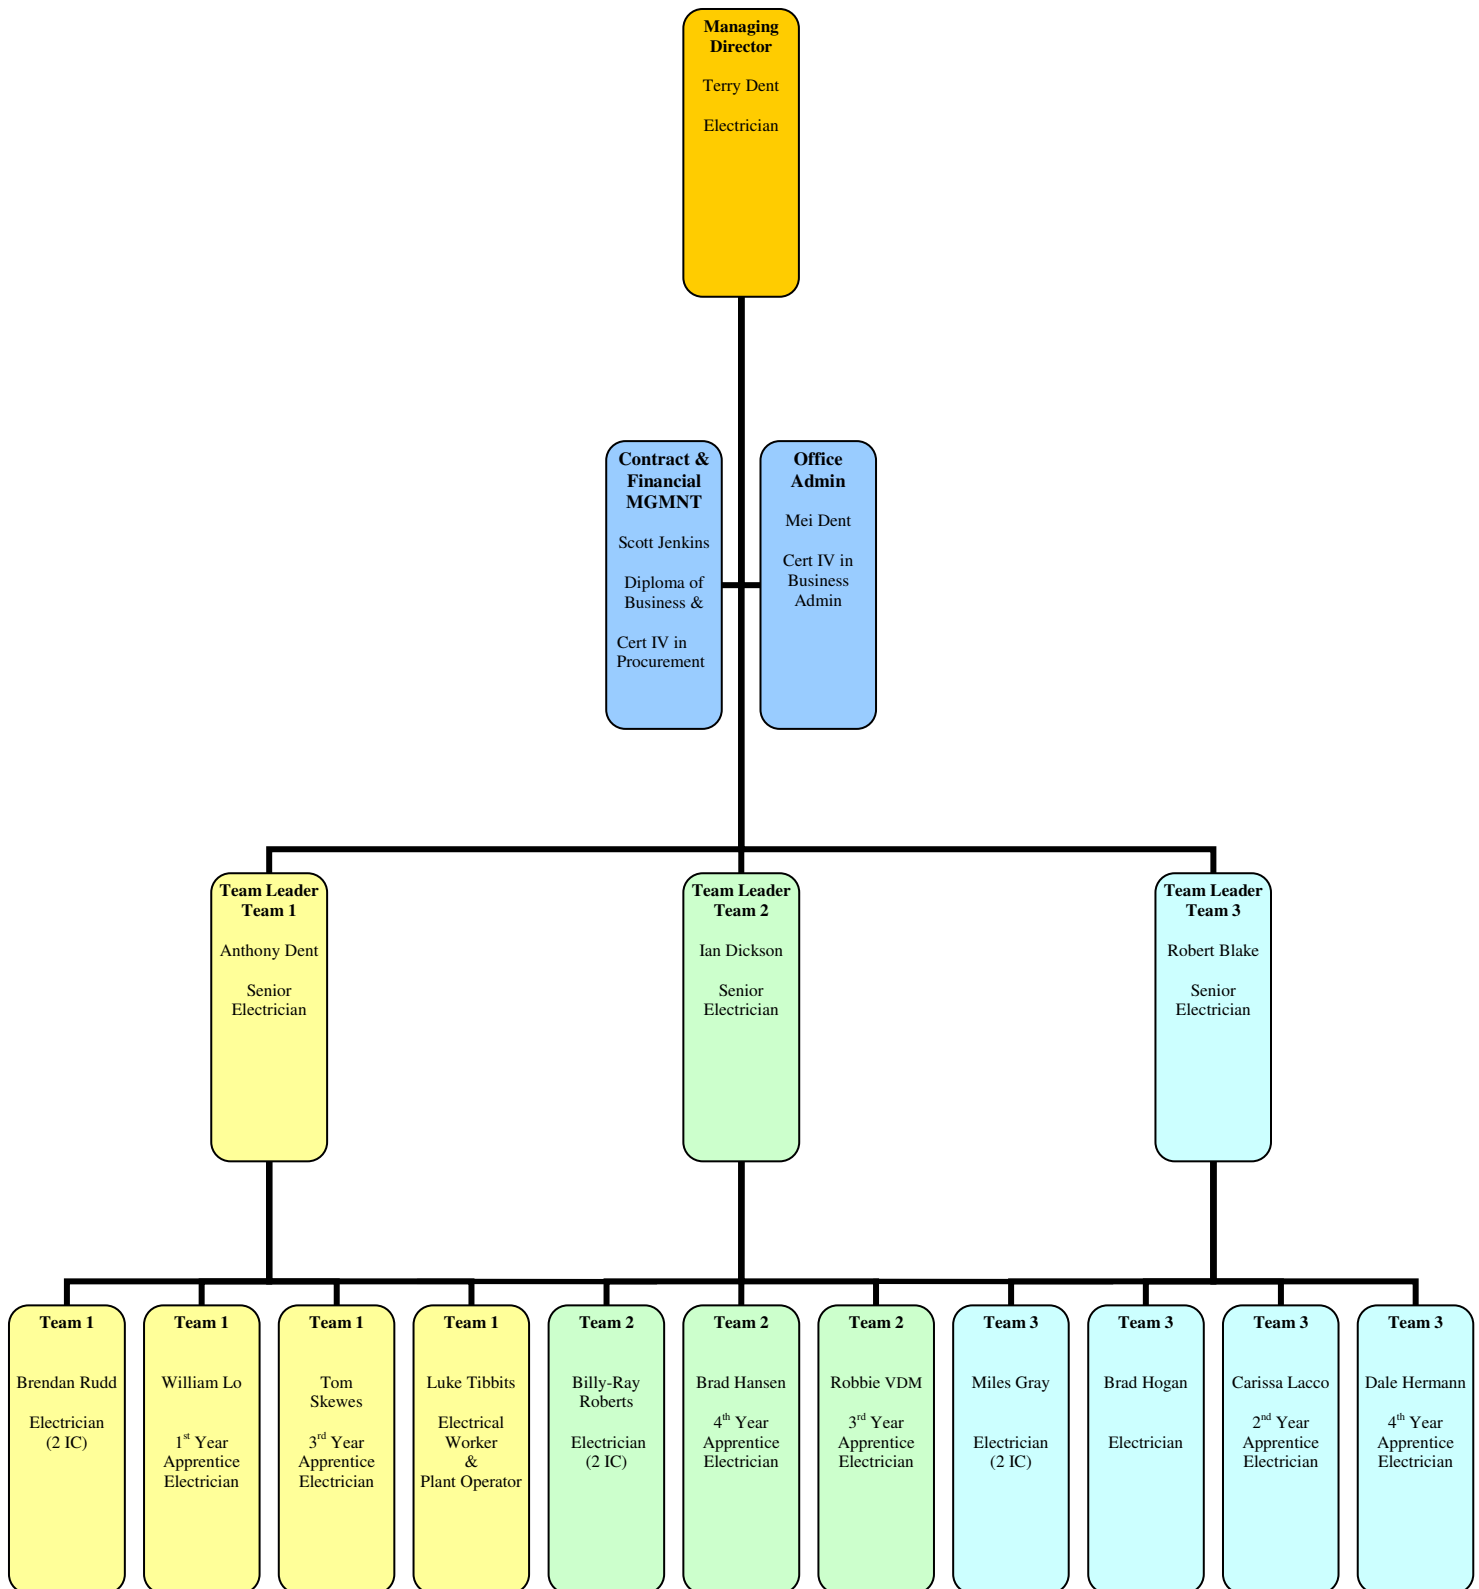 Managing
Director
Terry Dent
Electrician
Contract &
Financial
MGMNT
Scott Jenkins
Diploma of
Business &
Cert IV in
Procurement
Office
Admin
Mei Dent
Cert IV in
Business
Admin
Team Leader
Team 1
Anthony Dent
Senior
Electrician
Team Leader
Team 2
Ian Dickson
Senior
Electrician
Team Leader
Team 3
Robert Blake
Senior
Electrician
Team 1
Brendan Rudd
Electrician
(2 IC)
Team 1
William Lo
1st Year
Apprentice
Electrician
Team 1
Tom
Skewes
3rd Year
Apprentice
Electrician
Team 1
Luke Tibbits
Electrical
Worker
&
Plant Operator
Team 2
Billy-Ray
Roberts
Electrician
(2 IC)
Team 2
Brad Hansen
4th Year
Apprentice
Electrician
Team 2
Robbie VDM
3rd Year
Apprentice
Electrician
Team 3
Miles Gray
Electrician
(2 IC)
Team 3
Brad Hogan
Electrician
Team 3
Carissa Lacco
2nd Year
Apprentice
Electrician
Team 3
Dale Hermann
4th Year
Apprentice
Electrician